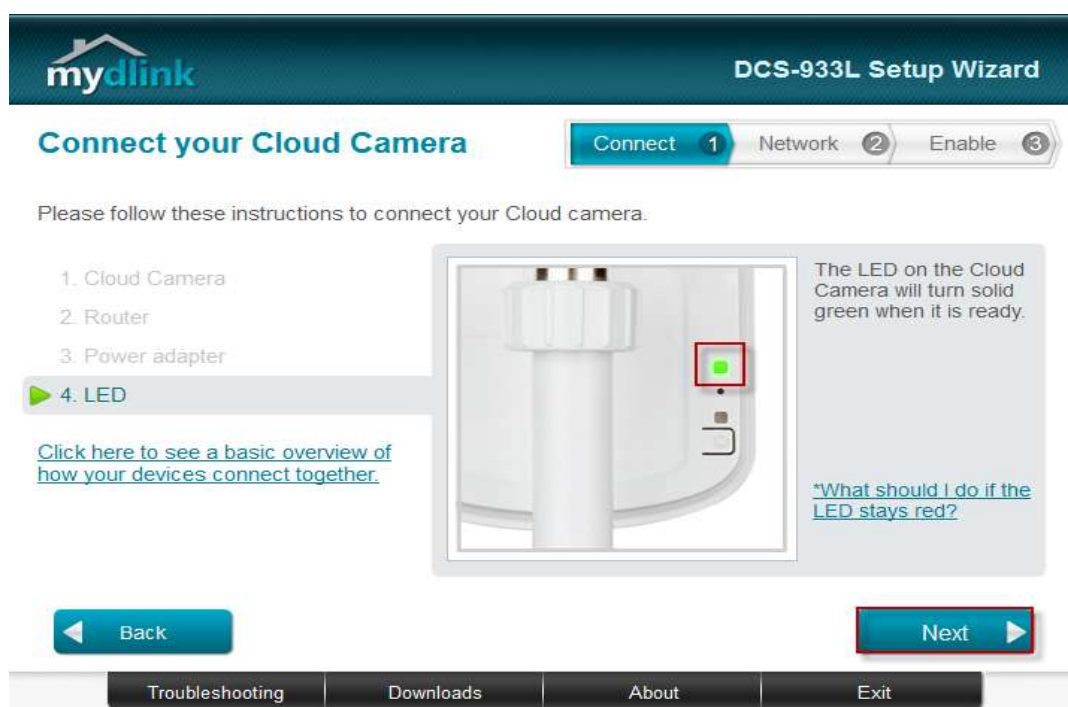 mydlink
DCS-933L Setup Wizard
Connect your Cloud Camera
Connect 1 Network 2 Enable 3
Please follow these instructions to connect your Cloud camera.
1. Cloud Camera
2. Router
3. Power adapter
4. LED
Click here to see a basic overview of
how your devices connect together.
The LED on the Cloud
Camera will turn solid
green when it is ready.
*What should I do if the
LED stays red?
Back
Next
Troubleshooting
Downloads
About
Exit